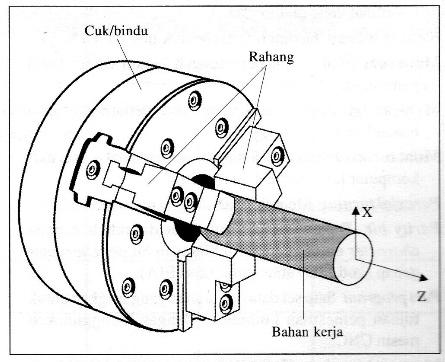 Cuk/bindu
Rahang
X
Z
Bahan kerja